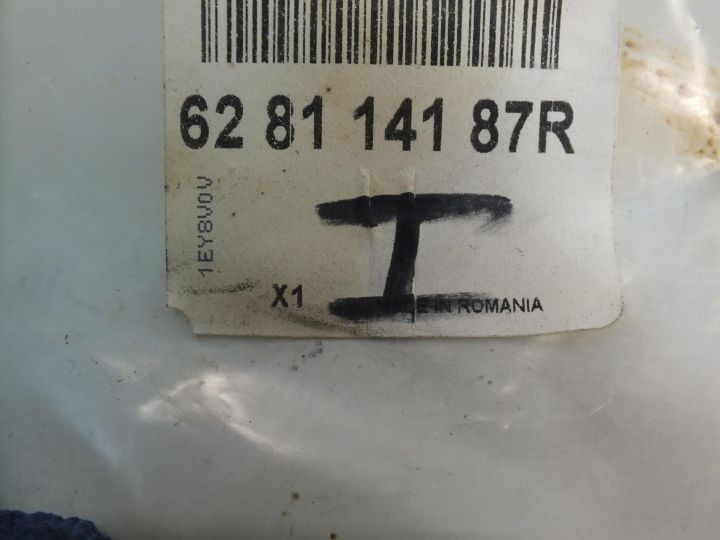 62 81 141 87R
1EY8V0V
I
X1
E IN ROMANIA